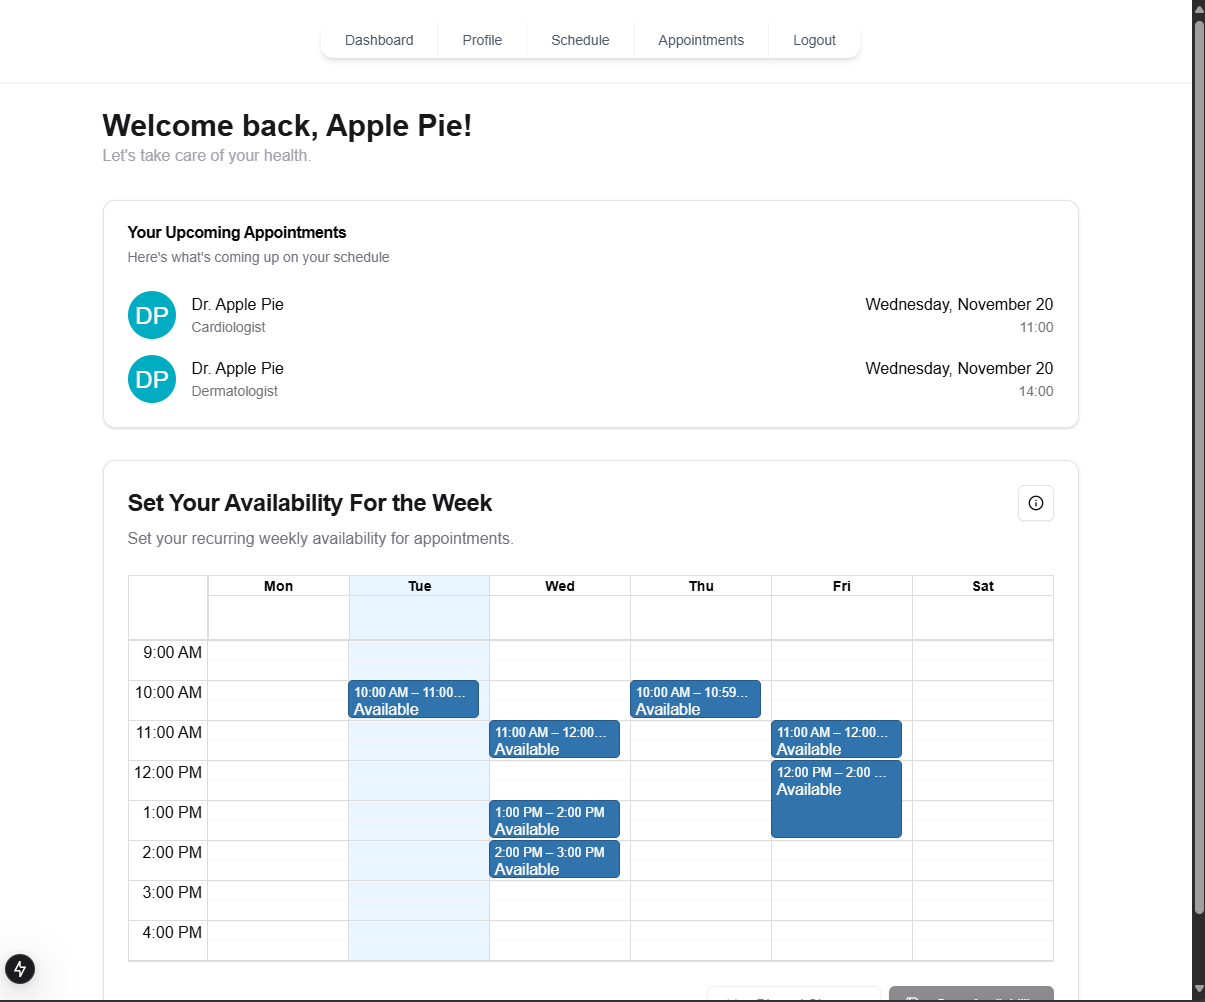 Dashboard
Profile
Schedule
Appointments
Logout
Welcome back, Apple Pie!
Let's take care of your health.
Your Upcoming Appointments
Here's what's coming up on your schedule
DP
Dr. Apple Pie
Cardiologist
Wednesday, November 20
11:00
DP
Dr. Apple Pie
Dermatologist
Wednesday, November 20
14:00
Set Your Availability For the Week
Set your recurring weekly availability for appointments.
Mon
Tue
Wed
Thu
Fri
Sat
9:00 AM
10:00 AM
10:00 AM – 11:00...
Available
10:00 AM – 10:59...
Available
11:00 AM
11:00 AM – 12:00...
Available
11:00 AM – 12:00...
Available
12:00 PM
12:00 PM – 2:00 ...
Available
1:00 PM
1:00 PM – 2:00 PM
Available
2:00 PM
2:00 PM – 3:00 PM
Available
3:00 PM
4:00 PM